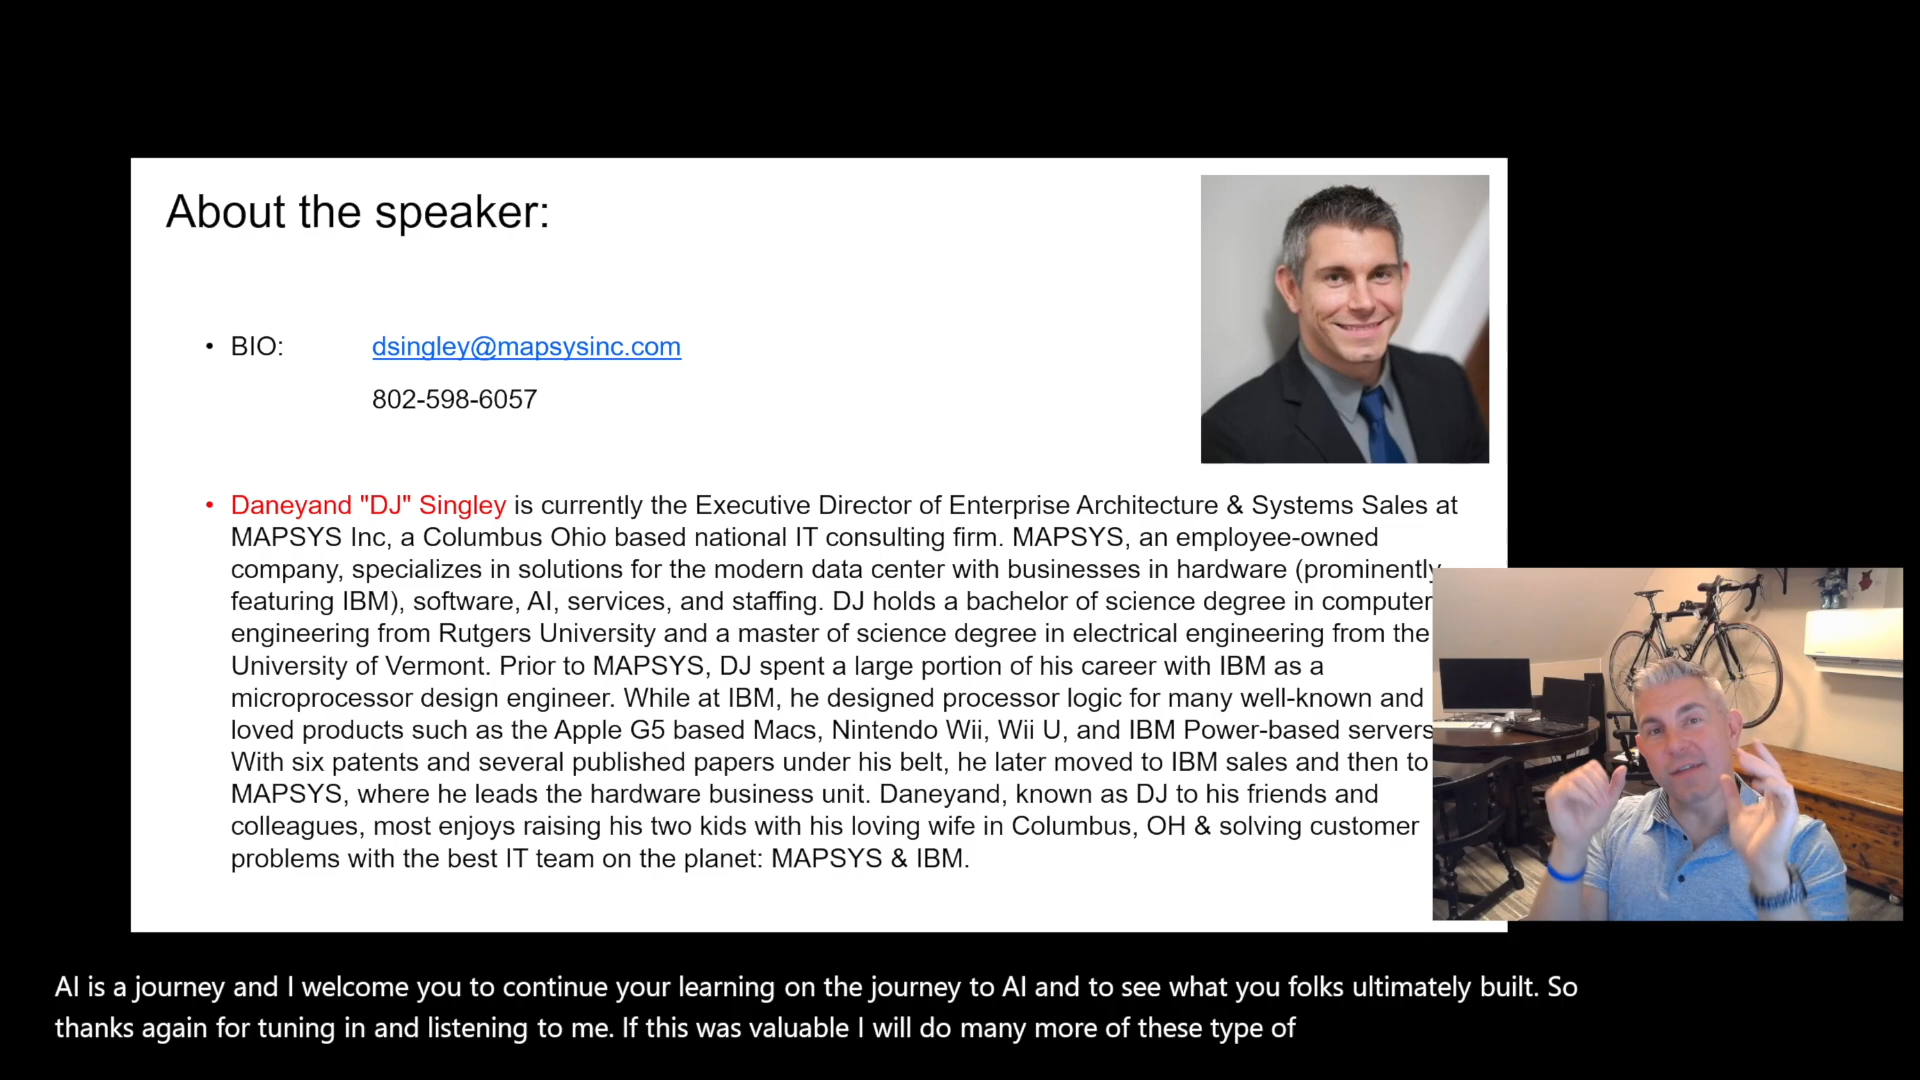 About the speaker:
• BIO: dsingley@mapsysinc.com
802-598-6057
• Daneyand "DJ" Singley is currently the Executive Director of Enterprise Architecture & Systems Sales at
MAPSYS Inc, a Columbus Ohio based national IT consulting firm. MAPSYS, an employee-owned
company, specializes in solutions for the modern data center with businesses in hardware (prominently
featuring IBM), software, AI, services, and staffing. DJ holds a bachelor of science degree in computer
engineering from Rutgers University and a master of science degree in electrical engineering from the
University of Vermont. Prior to MAPSYS, DJ spent a large portion of his career with IBM as a
microprocessor design engineer. While at IBM, he designed processor logic for many well-known and
loved products such as the Apple G5 based Macs, Nintendo Wii, Wii U, and IBM Power-based servers
With six patents and several published papers under his belt, he later moved to IBM sales and then to
MAPSYS, where he leads the hardware business unit. Daneyand, known as DJ to his friends and
colleagues, most enjoys raising his two kids with his loving wife in Columbus, OH & solving customer
problems with the best IT team on the planet: MAPSYS & IBM.
AI is a journey and I welcome you to continue your learning on the journey to AI and to see what you folks ultimately built. So
thanks again for tuning in and listening to me. If this was valuable I will do many more of these type of